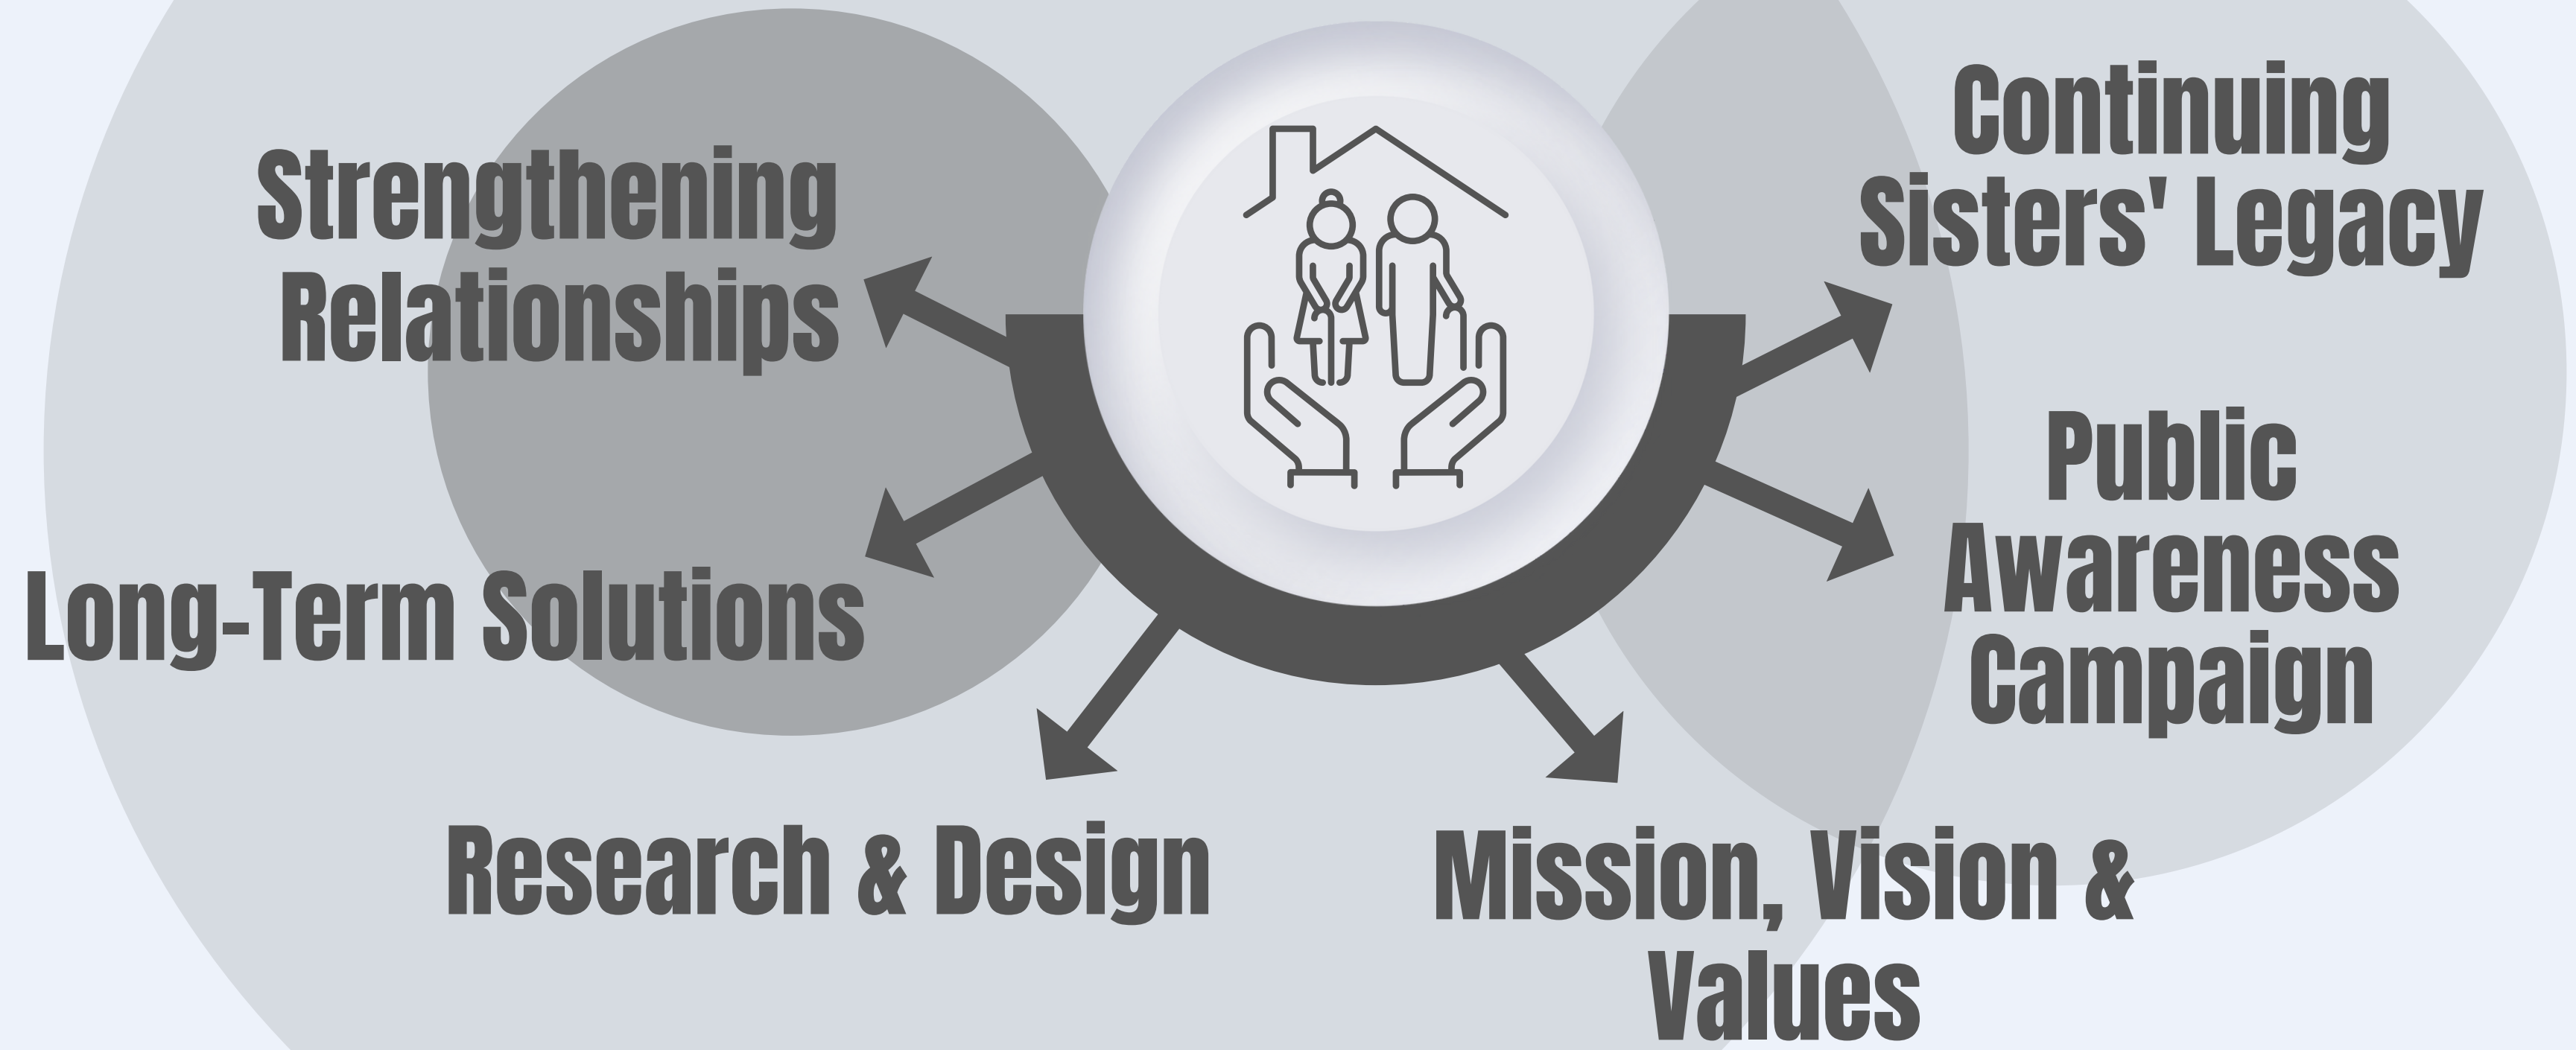 Strengthening
Relationships
Long-Term Solutions
Research & Design
Mission, Vision &
Values
Public
Awareness
Campaign
Continuing
Sisters' Legacy